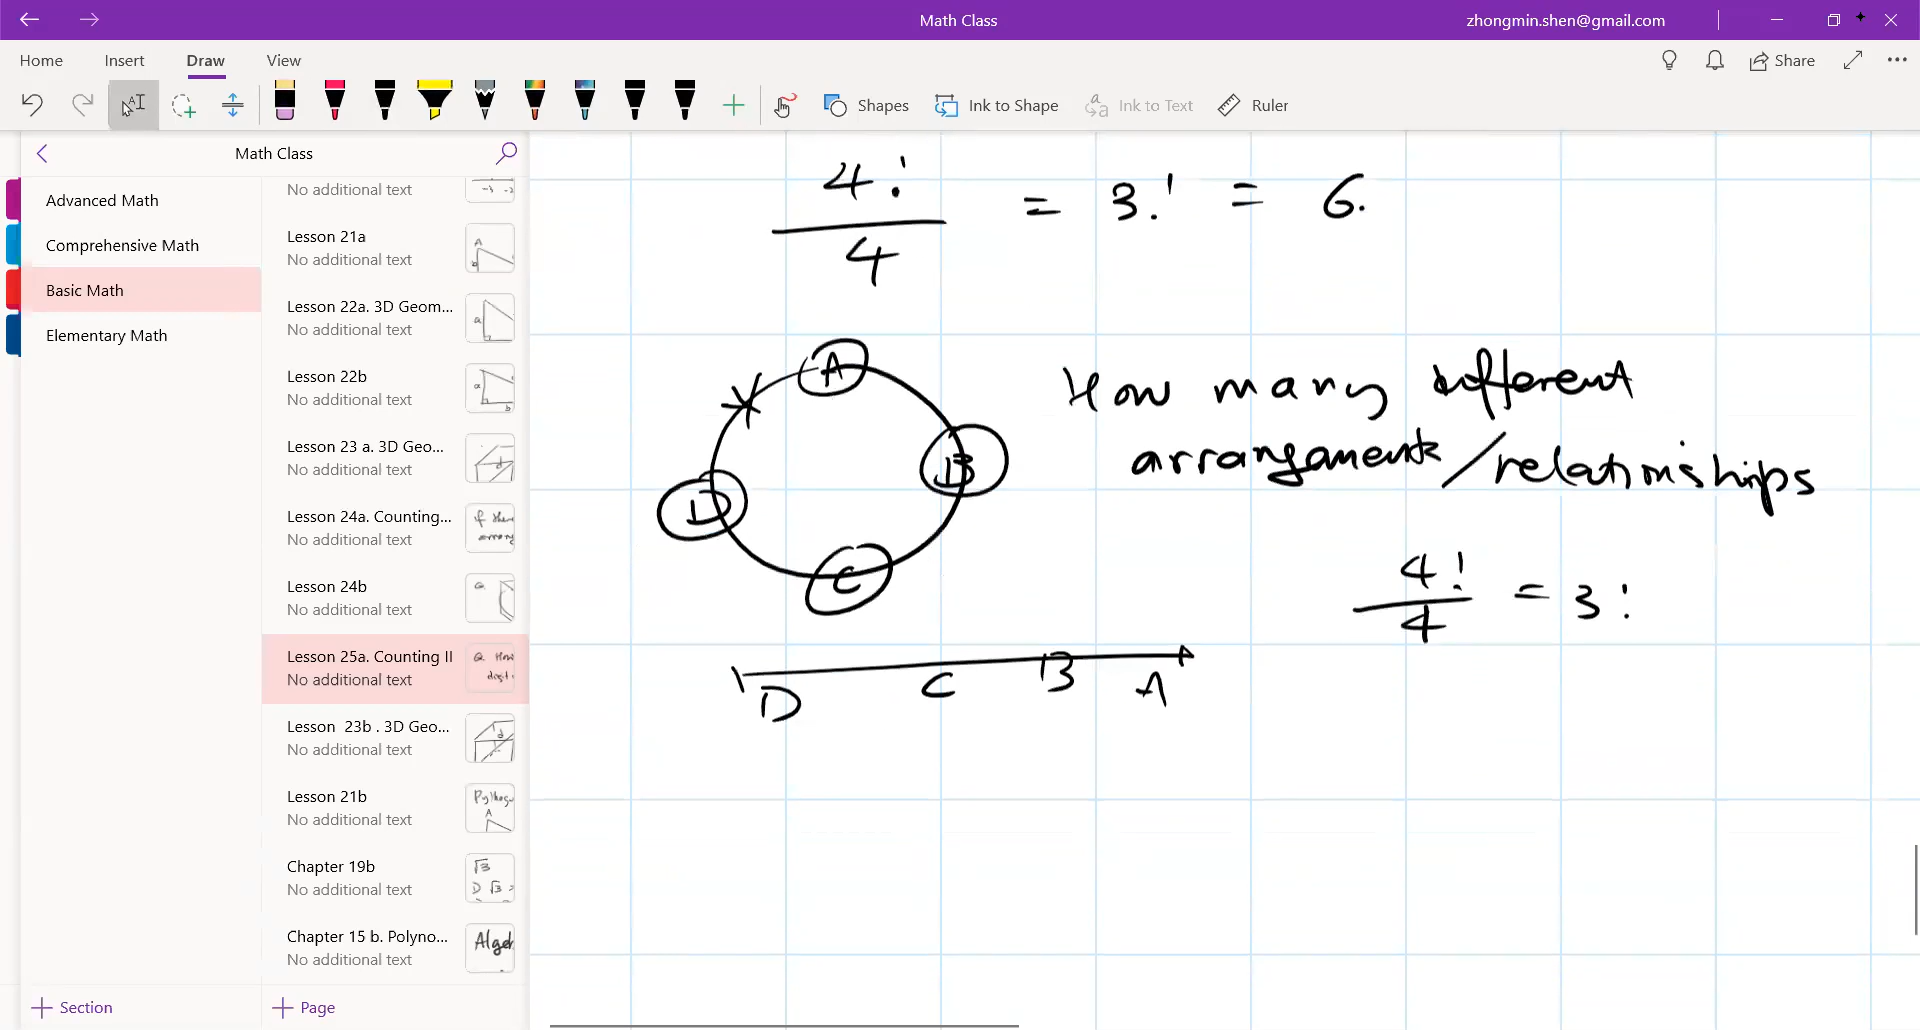 Math Class
zhongmin.shen@gmail.com
Home
Insert
Draw
View
Share
Shapes
Ink to Shape
Ink to Text
Ruler
Math Class
Advanced Math
Comprehensive Math
Basic Math
Elementary Math
No additional text
Lesson 21a
No additional text
Lesson 22a. 3D Geom...
No additional text
Lesson 22b
No additional text
Lesson 23 a. 3D Geo...
No additional text
Lesson 24a. Counting...
No additional text
Lesson 24b
No additional text
Lesson 25a. Counting II
No additional text
Lesson 23b . 3D Geo...
No additional text
Lesson 21b
No additional text
Chapter 19b
No additional text
Chapter 15 b. Polyno...
No additional text
Section
Page
4!
4
= 3! = 6.
A
B
C
D
How many different
arrangements/relationships
4!
4
= 3!
D C B A